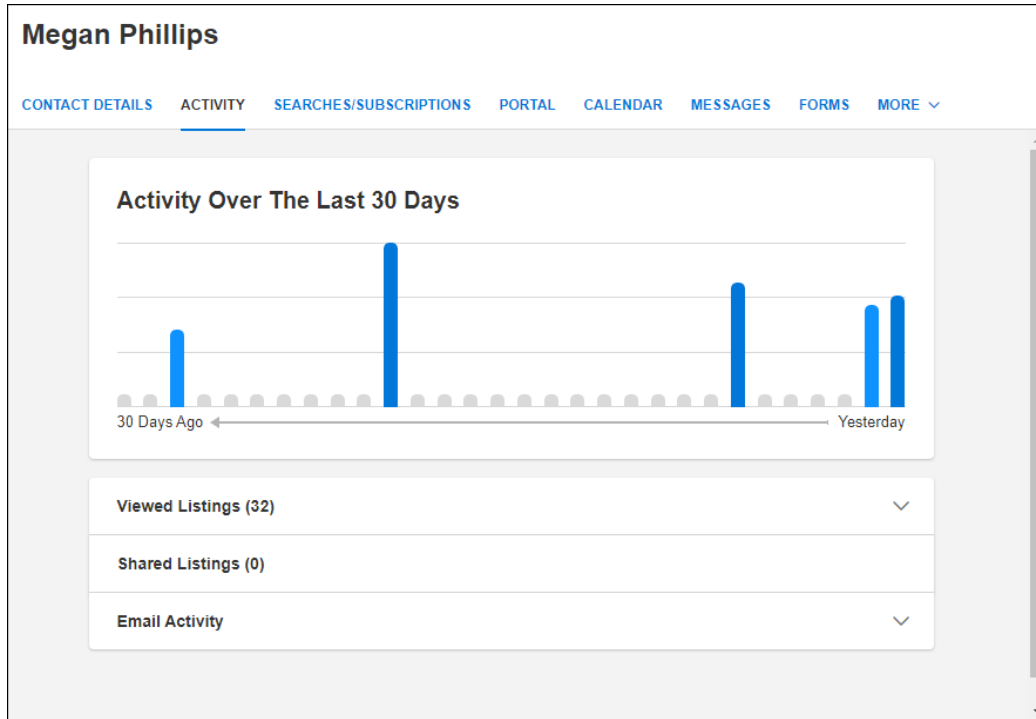 Megan Phillips
CONTACT DETAILS ACTIVITY SEARCHES/SUBSCRIPTIONS PORTAL CALENDAR MESSAGES FORMS MORE
Activity Over The Last 30 Days
30 Days Ago Yesterday
Viewed Listings (32)
Shared Listings (0)
Email Activity